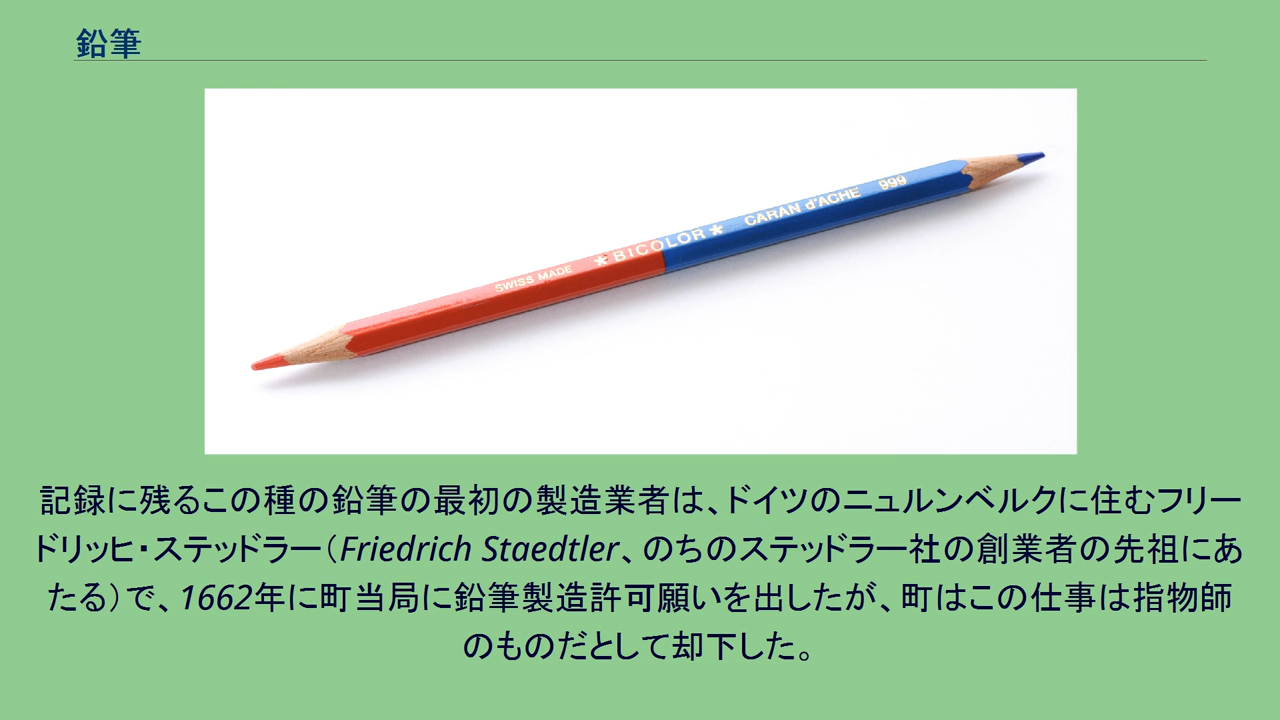 鉛筆
SWISS MADE *BICOLOR* CARAN d'ACHE 999
記録に残るこの種の鉛筆の最初の製造業者は、ドイツのニュルンベルクに住むフリー
ドリッヒ・ステッドラー（Friedrich Staedtler、のちのステッドラー社の創業者の先祖にあ
たる）で、1662年に町当局に鉛筆製造許可願いを出したが、町はこの仕事は指物師
のものだとして却下した。